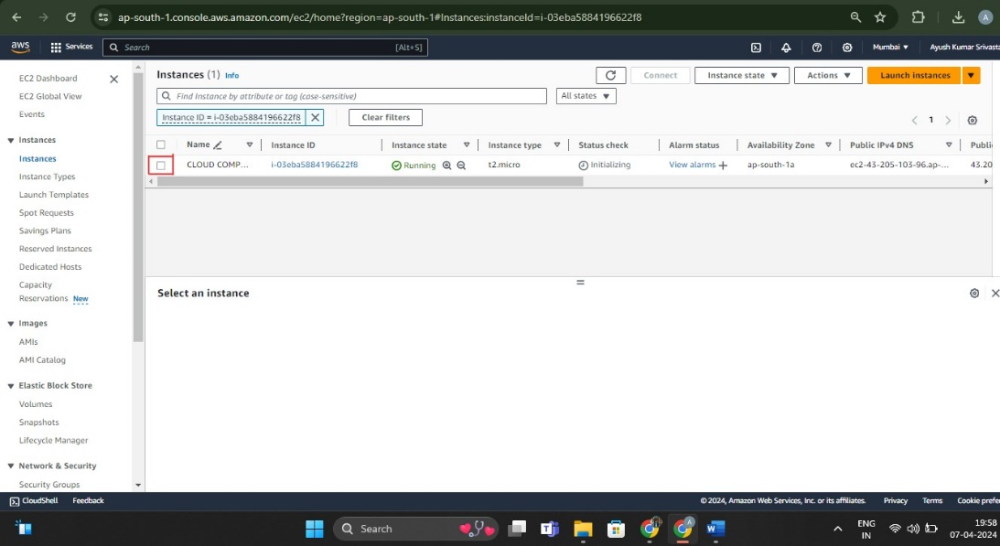 ap-south-1.console.aws.amazon.com/ec2/home?region=ap-south-1#Instances:instanceId=i-03eba5884196622f8
A
aws
Services
Search
[Alt+S]
Mumbai
Ayush Kumar Srivasta
EC2 Dashboard
EC2 Global View
Events
Instances
Instances
Instance Types
Launch Templates
Spot Requests
Savings Plans
Reserved Instances
Dedicated Hosts
Capacity
Reservations New
Images
AMIs
AMI Catalog
Elastic Block Store
Volumes
Snapshots
Lifecycle Manager
Network & Security
Security Groups
Instances (1) Info
Connect
Instance state
Actions
Launch instances
Find Instance by attribute or tag (case-sensitive)
All states
Instance ID = i-03eba5884196622f8
Clear filters
1
Name Instance ID Instance state Instance type Status check Alarm status Availability Zone Public IPv4 DNS Publi
CLOUD COMP... i-03eba5884196622f8 Running t2.micro Initializing View alarms + ap-south-1a ec2-43-205-103-96.ap-... 43.20
Select an instance
CloudShell Feedback © 2024, Amazon Web Services, Inc. or its affiliates. Privacy Terms Cookie prefe
Search
ENG
IN
19:58
07-04-2024